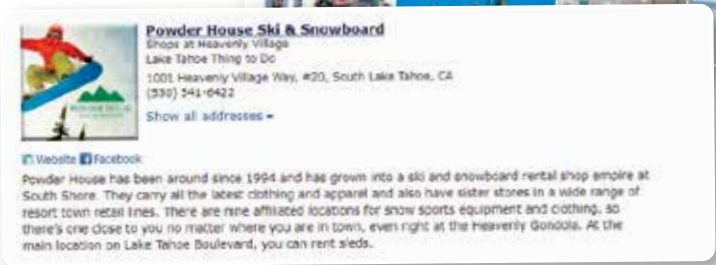 Powder House Ski & Snowboard
Shops at Heavenly Village
Lake Tahoe Thing to Do
1001 Heavenly Village Way, #20, South Lake Tahoe, CA
(530) 541-6422
Show all addresses
POWDER HOUSE
Website Facebook
Powder House has been around since 1994 and has grown into a ski and snowboard rental shop empire at
South Shore. They carry all the latest clothing and apparel and also have sister stores in a wide range of
resort town retail lines. There are nine affiliated locations for snow sports equipment and clothing, so
there's one close to you no matter where you are in town, even right at the Heavenly Gondola. At the
main location on Lake Tahoe Boulevard, you can rent sleds.